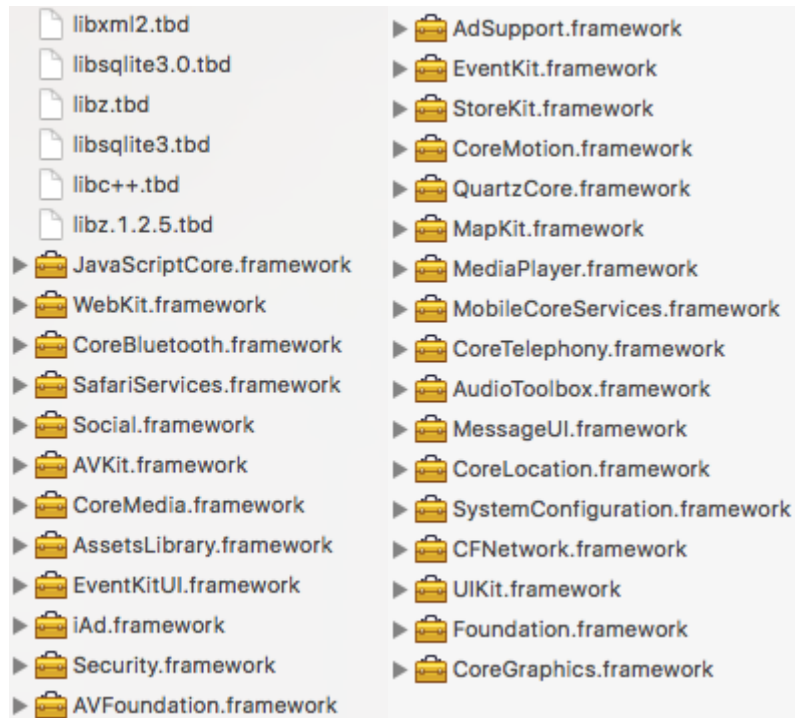 libxml2.tbd
libsqlite3.0.tbd
libz.tbd
libsqlite3.tbd
libc++.tbd
libz.1.2.5.tbd
JavaScriptCore.framework
WebKit.framework
CoreBluetooth.framework
SafariServices.framework
Social.framework
AVKit.framework
CoreMedia.framework
AssetsLibrary.framework
EventKitUI.framework
iAd.framework
Security.framework
AVFoundation.framework
AdSupport.framework
EventKit.framework
StoreKit.framework
CoreMotion.framework
QuartzCore.framework
MapKit.framework
MediaPlayer.framework
MobileCoreServices.framework
CoreTelephony.framework
AudioToolbox.framework
MessageUI.framework
CoreLocation.framework
SystemConfiguration.framework
CFNetwork.framework
UIKit.framework
Foundation.framework
CoreGraphics.framework